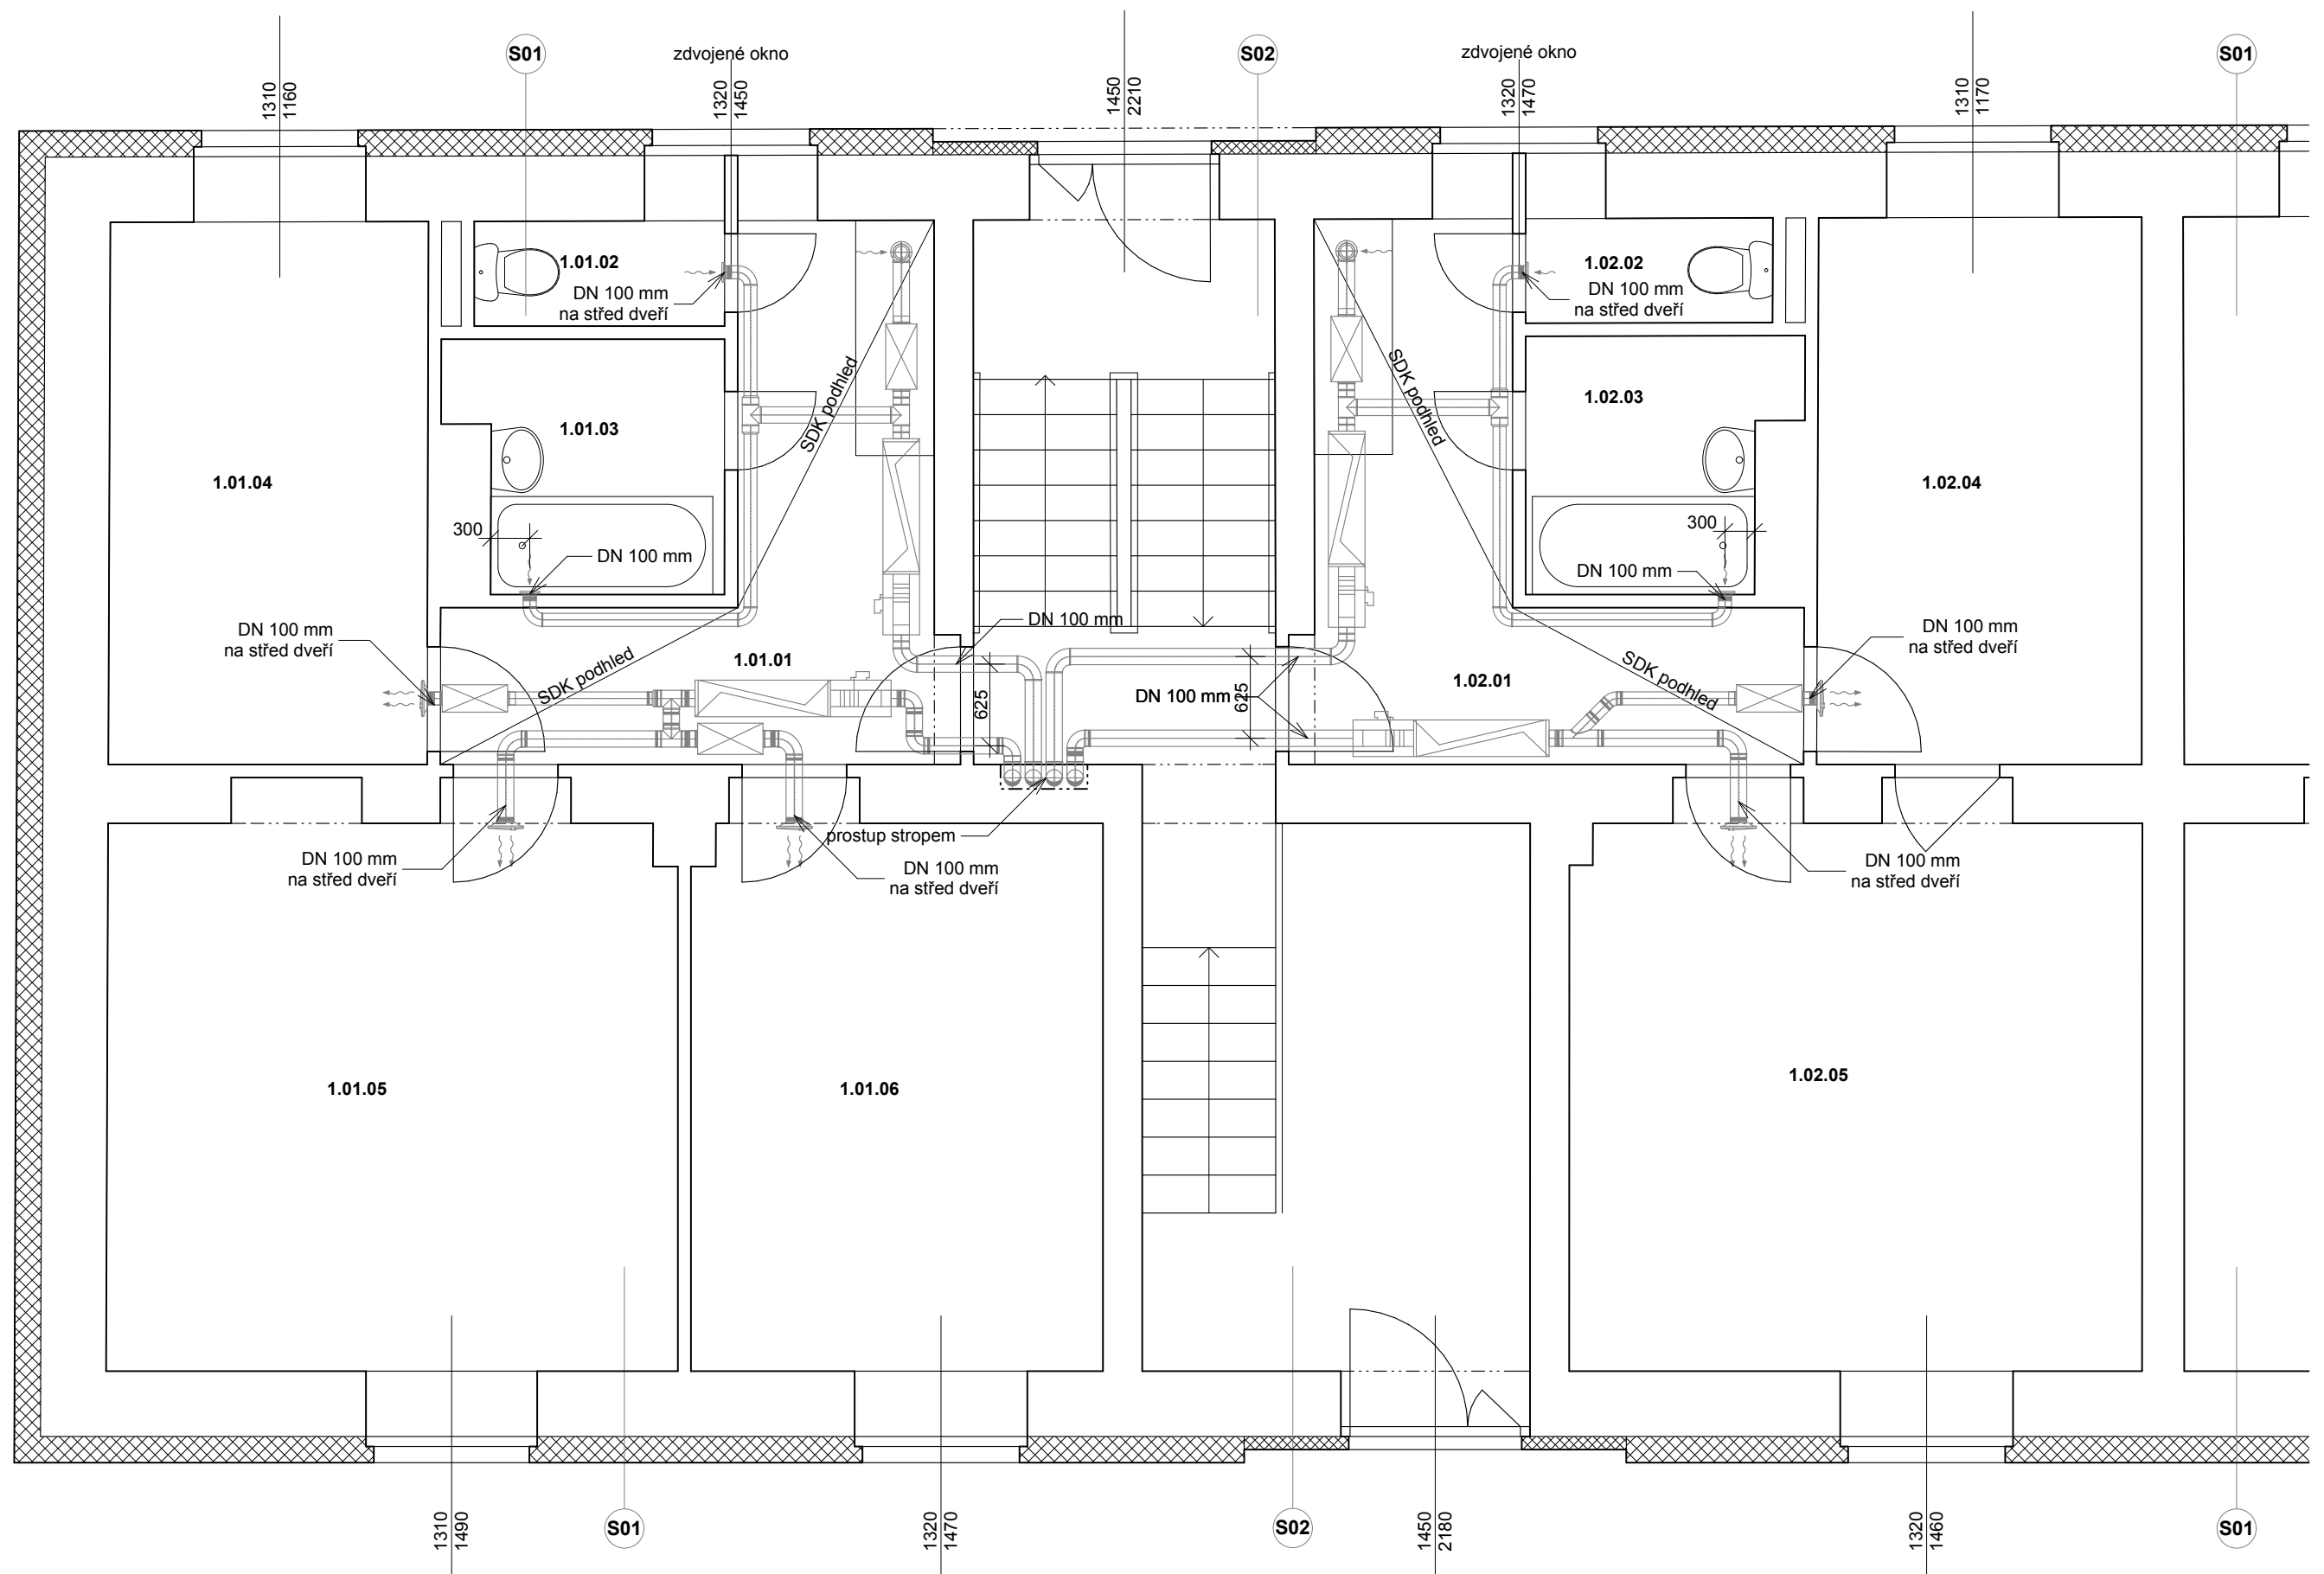 S01
zdvojené okno
S02
zdvojené okno
S01
1310
1160
1320
1450
1450
2210
1320
1470
1310
1170
1.01.02
DN 100 mm
na střed dveří
1.02.02
DN 100 mm
na střed dveří
SDK podhled
SDK podhled
1.01.03
1.02.03
1.01.04
1.02.04
300
DN 100 mm
300
DN 100 mm
DN 100 mm
na střed dveří
DN 100 mm
DN 100 mm
na střed dveří
1.01.01
SDK podhled
1.02.01
SDK podhled
625
DN 100 mm
625
prostup stropem
DN 100 mm
na střed dveří
DN 100 mm
na střed dveří
DN 100 mm
na střed dveří
1.01.05
1.01.06
1.02.05
1310
1490
S01
1320
1470
S02
1450
2180
1320
1460
S01